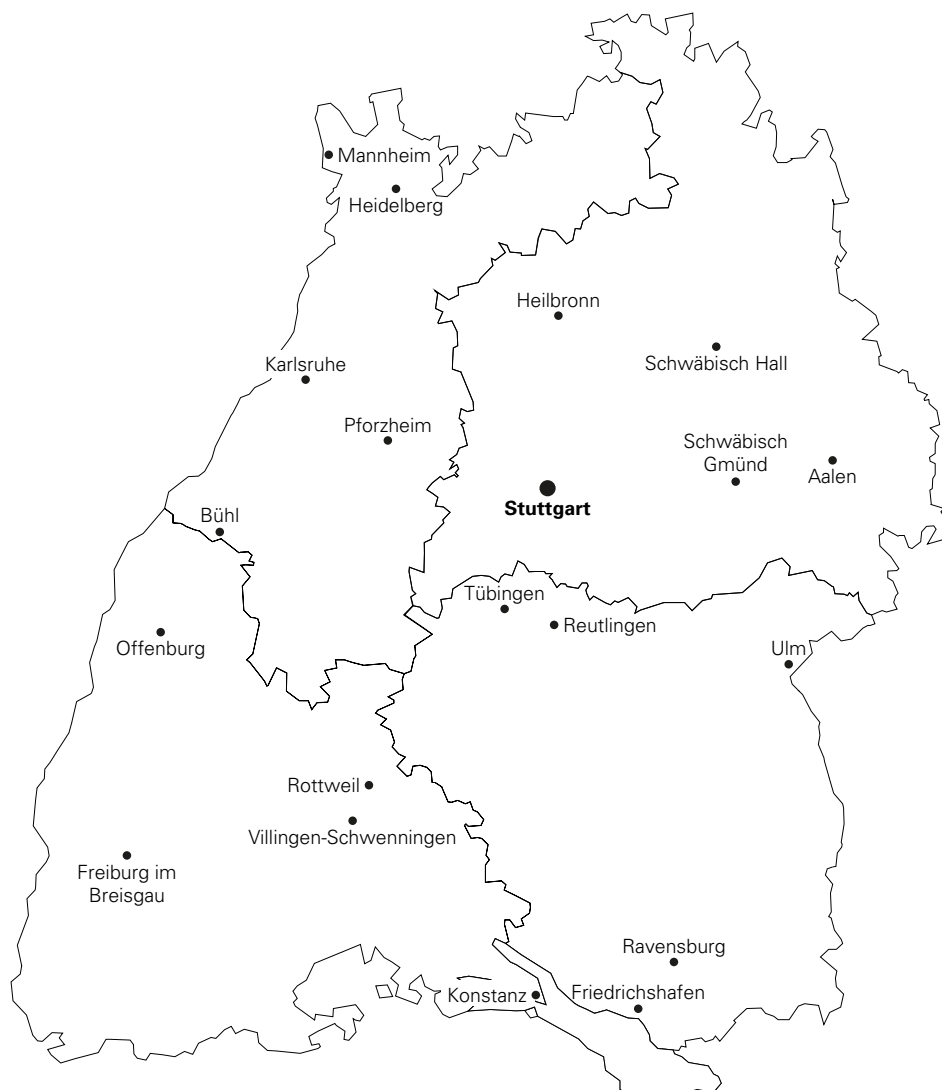 Mannheim
Heidelberg
Heilbronn
Schwäbisch Hall
Karlsruhe
Pforzheim
Schwäbisch
Gmünd
Aalen
Stuttgart
Bühl
Tübingen
Reutlingen
Offenburg
Ulm
Rottweil
Villingen-Schwenningen
Freiburg im
Breisgau
Ravensburg
Konstanz
Friedrichshafen